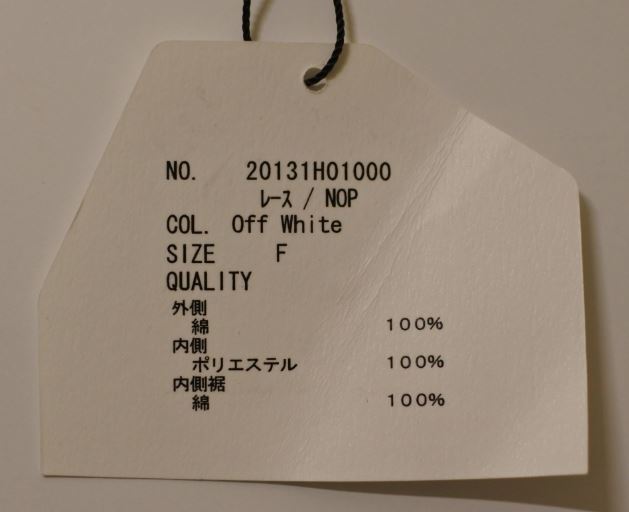 NO. 20131H01000
レース / NOP
COL. Off White
SIZE F
QUALITY
外側
綿 100%
内側
ポリエステル 100%
内側裾
綿 100%